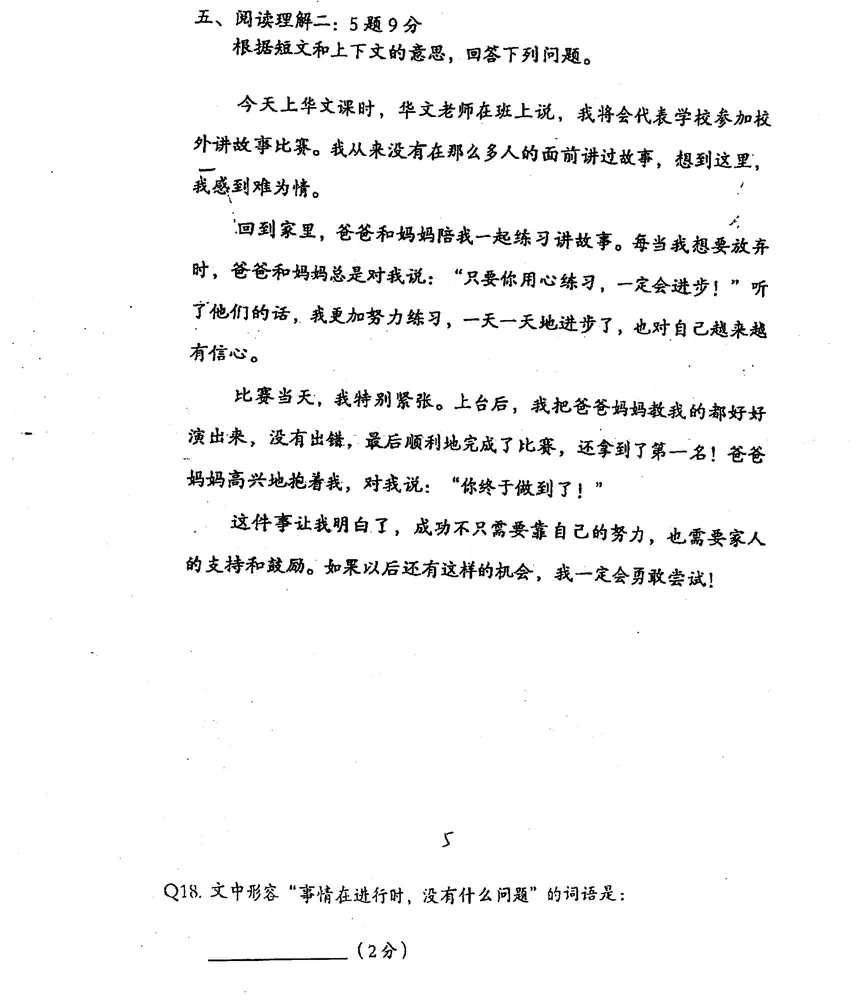 五、阅读理解二：5题9分
根据短文和上下文的意思，回答下列问题。
今天上华文课时，华文老师在班上说，我将会代表学校参加校
外讲故事比赛。我从来没有在那么多人的面前讲过故事，想到这里，
我感到难为情。
回到家里，爸爸和妈妈陪我一起练习讲故事。每当我想要放弃
时，爸爸和妈妈总是对我说：“只要你用心练习，一定会进步！”听
了他们的话，我更加努力练习，一天一天地进步了，也对自己越来越
有信心。
比赛当天，我特别紧张。上台后，我把爸爸妈妈教我的都好好
演出来，没有出错，最后顺利地完成了比赛，还拿到了第一名！爸爸
妈妈高兴地抱着我，对我说：“你终于做到了！”
这件事让我明白了，成功不只需要靠自己的努力，也需要家人
的支持和鼓励。如果以后还有这样的机会，我一定会勇敢尝试！
5
Q18. 文中形容“事情在进行时，没有什么问题”的词语是：
____________（2分）